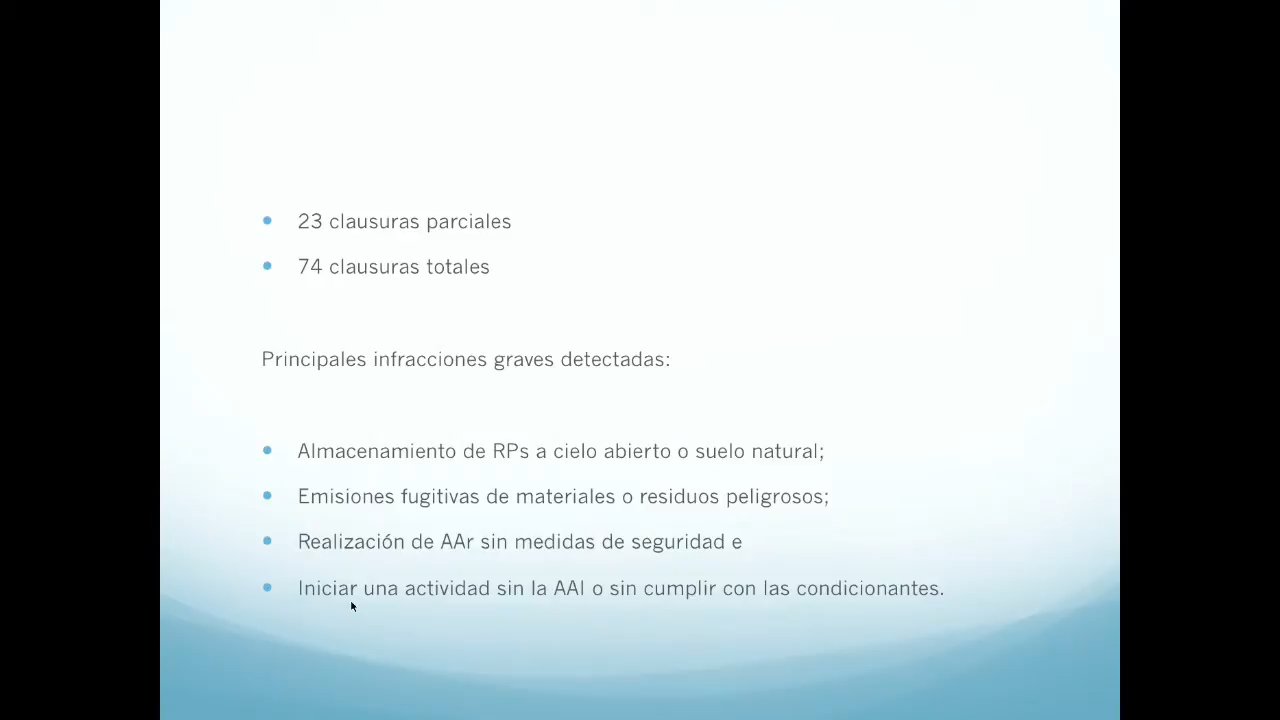 • 23 clausuras parciales
• 74 clausuras totales
Principales infracciones graves detectadas:
• Almacenamiento de RPs a cielo abierto o suelo natural;
• Emisiones fugitivas de materiales o residuos peligrosos;
• Realización de AAr sin medidas de seguridad e
• Iniciar una actividad sin la AAI o sin cumplir con las condicionantes.